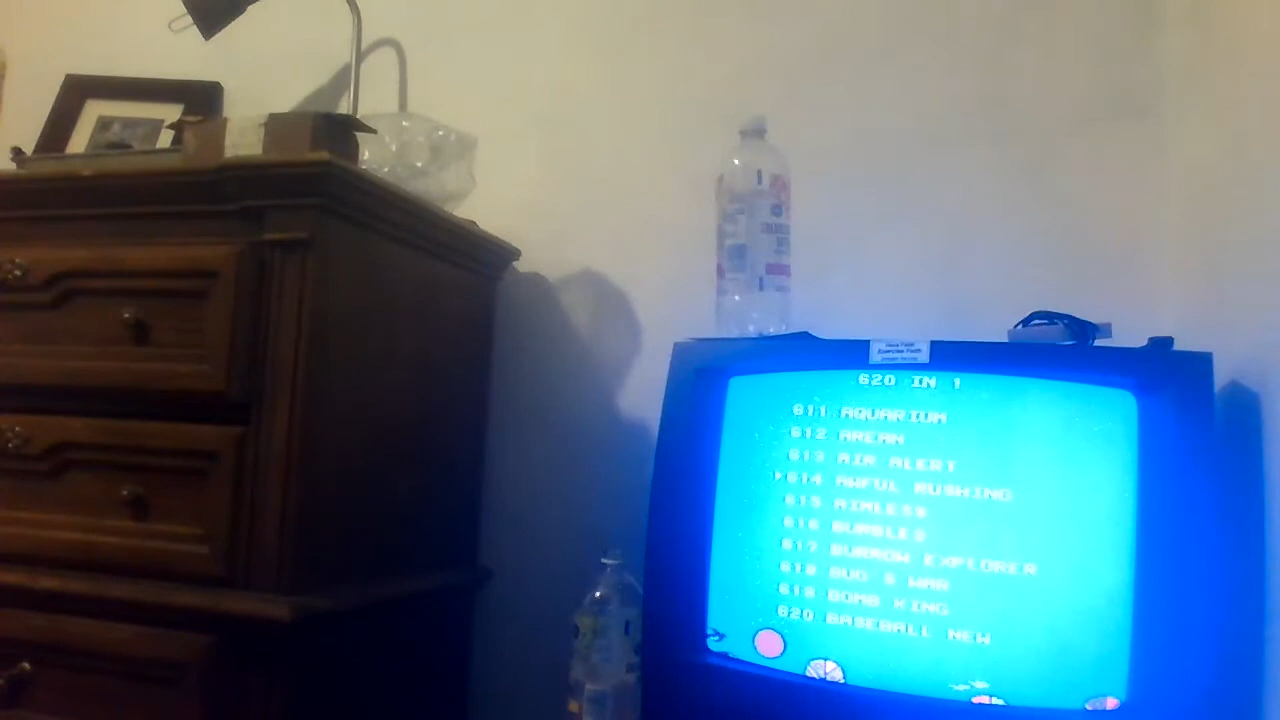 620 IN 1
611 AQUARIUM
612 AREAN
613 AIR ALERT
614 AWFUL RUSHING
615 AIMLESS
616 BUMBLES
617 BURROW EXPLORER
618 BUG S WAR
619 BOMB KING
620 BASEBALL NEW